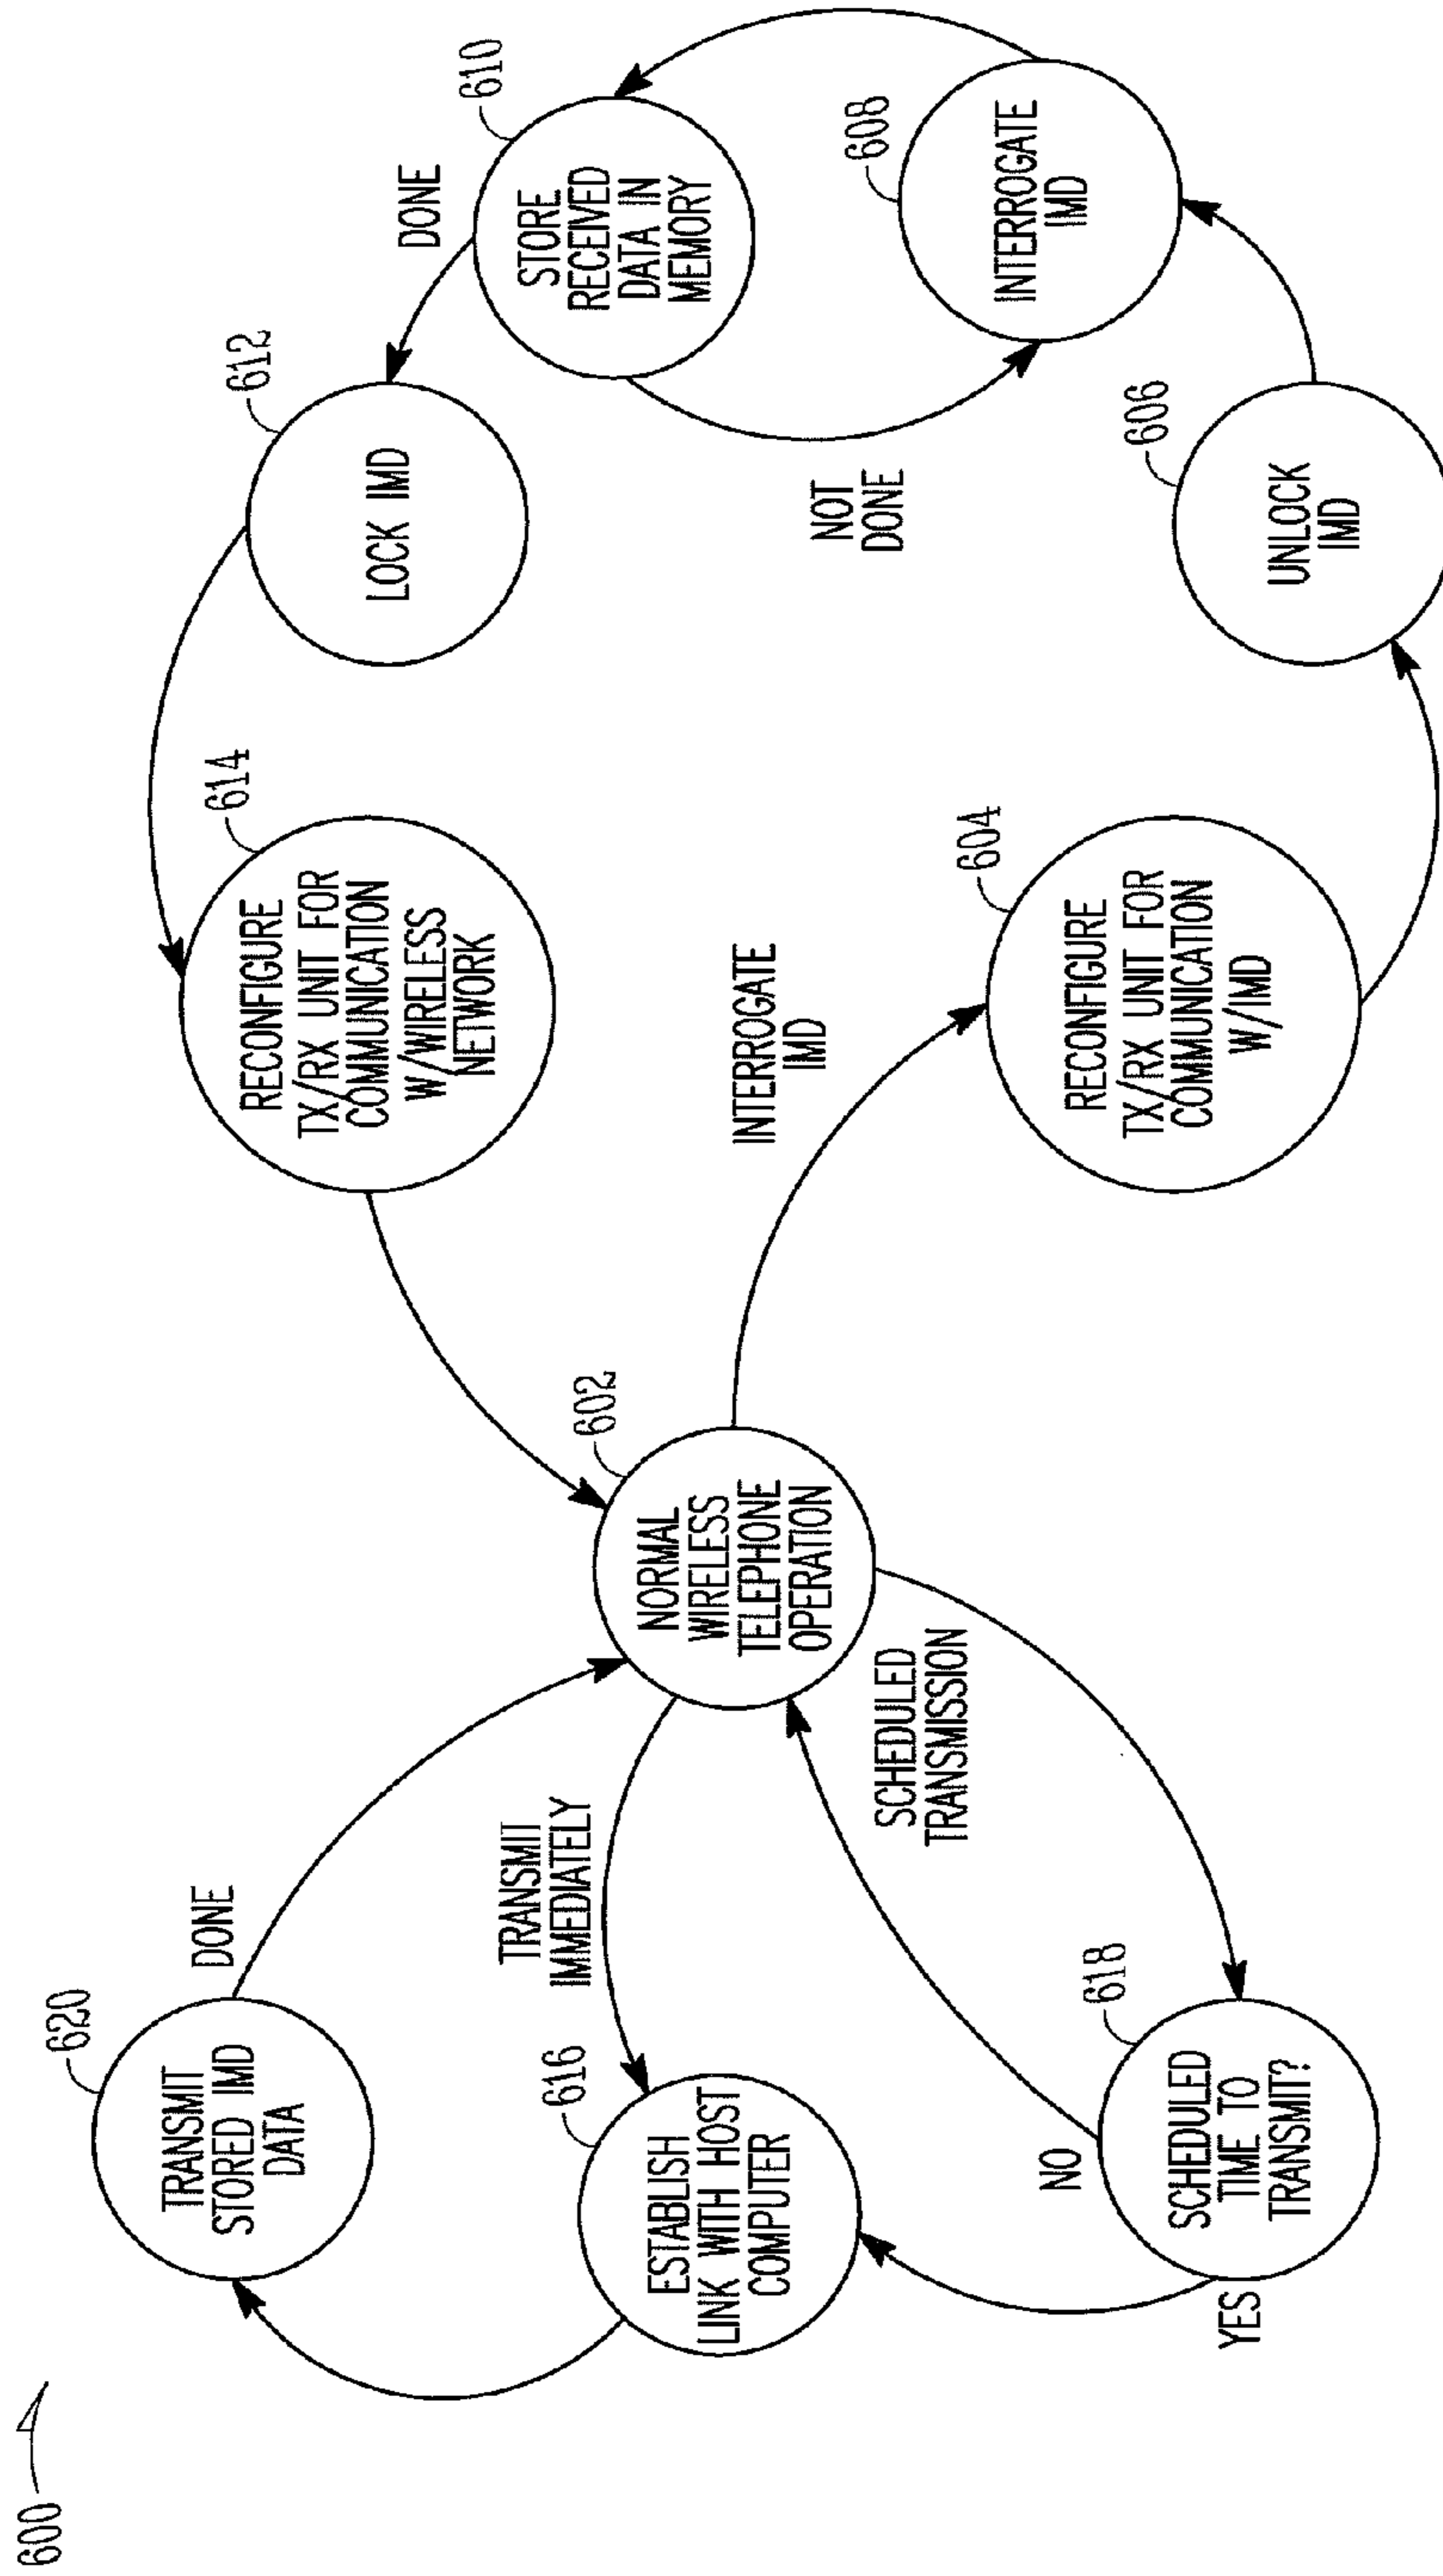 600
620
TRANSMIT
STORED IMD
DATA
DONE
616
ESTABLISH
LINK WITH HOST
COMPUTER
TRANSMIT
IMMEDIATELY
618
SCHEDULED
TIME TO
TRANSMIT?
YES
NO
SCHEDULED
TRANSMISSION
602
NORMAL
WIRELESS
TELEPHONE
OPERATION
INTERROGATE
IMD
614
RECONFIGURE
TX/RX UNIT FOR
COMMUNICATION
W/WIRELESS
NETWORK
604
RECONFIGURE
TX/RX UNIT FOR
COMMUNICATION
W/IMD
612
LOCK IMD
606
UNLOCK
IMD
DONE
NOT
DONE
610
STORE
RECEIVED
DATA IN
MEMORY
608
INTERROGATE
IMD